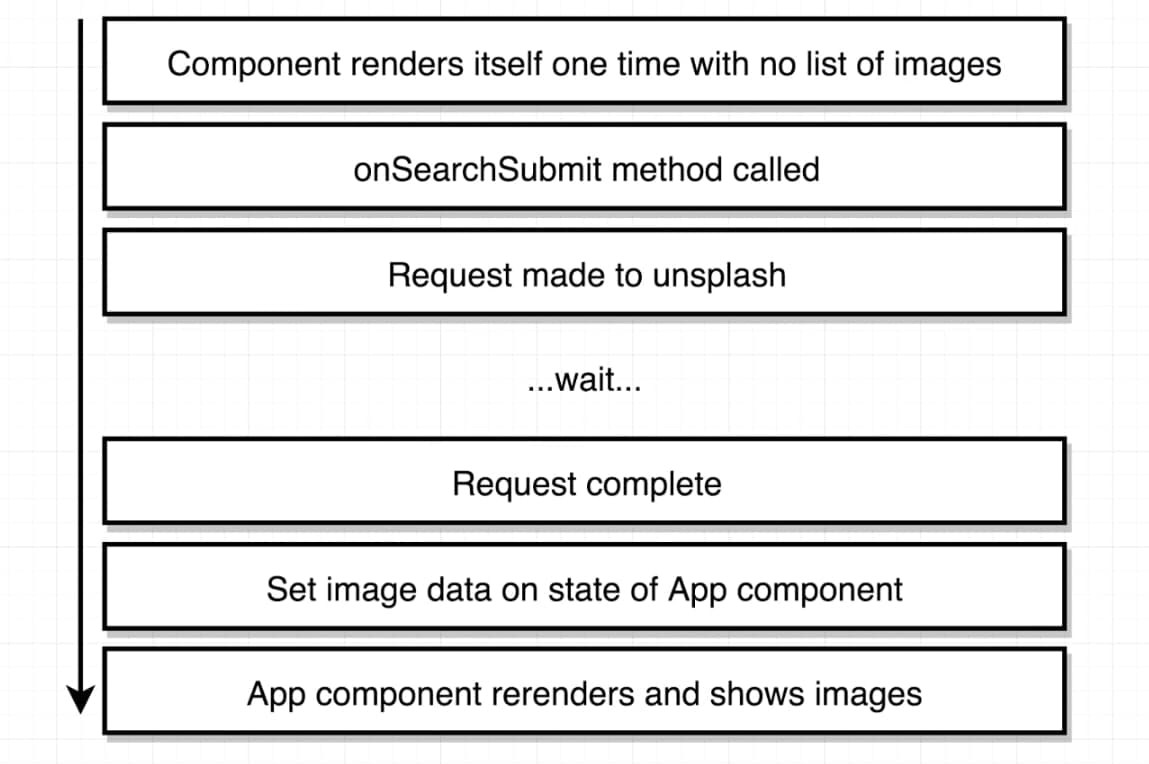 Component renders itself one time with no list of images
onSearchSubmit method called
Request made to unsplash
...wait...
Request complete
Set image data on state of App component
App component rerenders and shows images